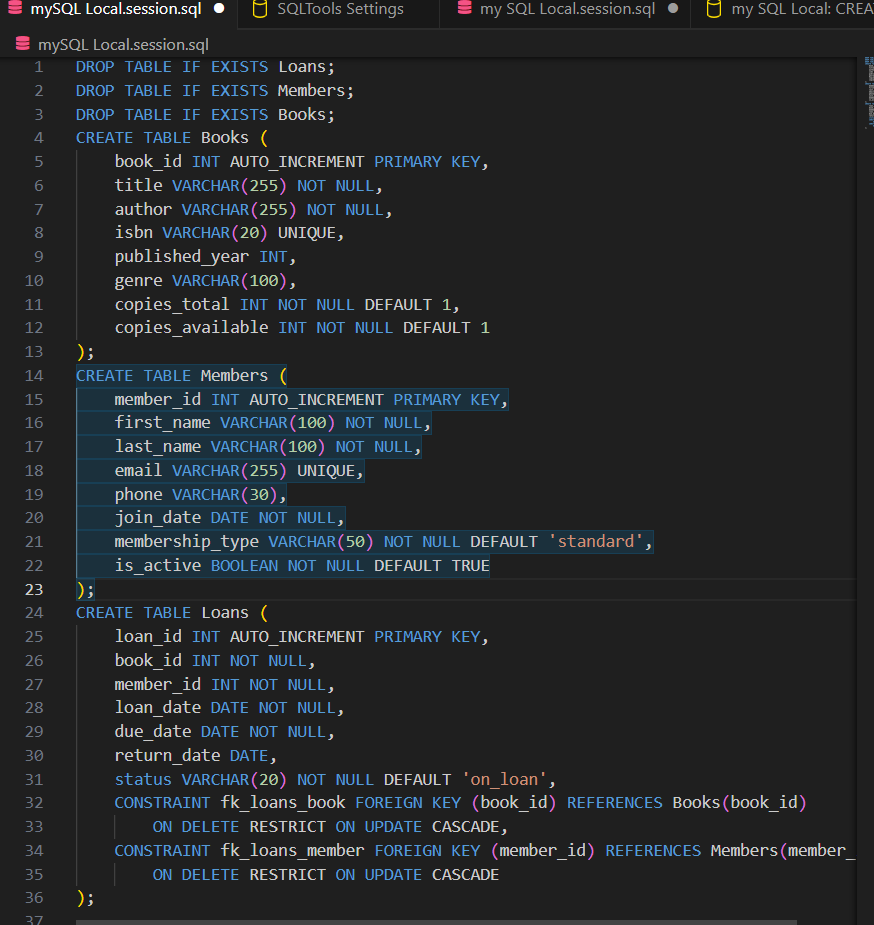 mySQL Local.session.sql SQLTools Settings my SQL Local.session.sql my SQL Local: CREA
mySQL Local.session.sql
1 DROP TABLE IF EXISTS Loans;
2 DROP TABLE IF EXISTS Members;
3 DROP TABLE IF EXISTS Books;
4 CREATE TABLE Books (
5 book_id INT AUTO_INCREMENT PRIMARY KEY,
6 title VARCHAR(255) NOT NULL,
7 author VARCHAR(255) NOT NULL,
8 isbn VARCHAR(20) UNIQUE,
9 published_year INT,
10 genre VARCHAR(100),
11 copies_total INT NOT NULL DEFAULT 1,
12 copies_available INT NOT NULL DEFAULT 1
13 );
14 CREATE TABLE Members (
15 member_id INT AUTO_INCREMENT PRIMARY KEY,
16 first_name VARCHAR(100) NOT NULL,
17 last_name VARCHAR(100) NOT NULL,
18 email VARCHAR(255) UNIQUE,
19 phone VARCHAR(30),
20 join_date DATE NOT NULL,
21 membership_type VARCHAR(50) NOT NULL DEFAULT 'standard',
22 is_active BOOLEAN NOT NULL DEFAULT TRUE
23 );
24 CREATE TABLE Loans (
25 loan_id INT AUTO_INCREMENT PRIMARY KEY,
26 book_id INT NOT NULL,
27 member_id INT NOT NULL,
28 loan_date DATE NOT NULL,
29 due_date DATE NOT NULL,
30 return_date DATE,
31 status VARCHAR(20) NOT NULL DEFAULT 'on_loan',
32 CONSTRAINT fk_loans_book FOREIGN KEY (book_id) REFERENCES Books(book_id)
33 ON DELETE RESTRICT ON UPDATE CASCADE,
34 CONSTRAINT fk_loans_member FOREIGN KEY (member_id) REFERENCES Members(member_
35 ON DELETE RESTRICT ON UPDATE CASCADE
36 );
37